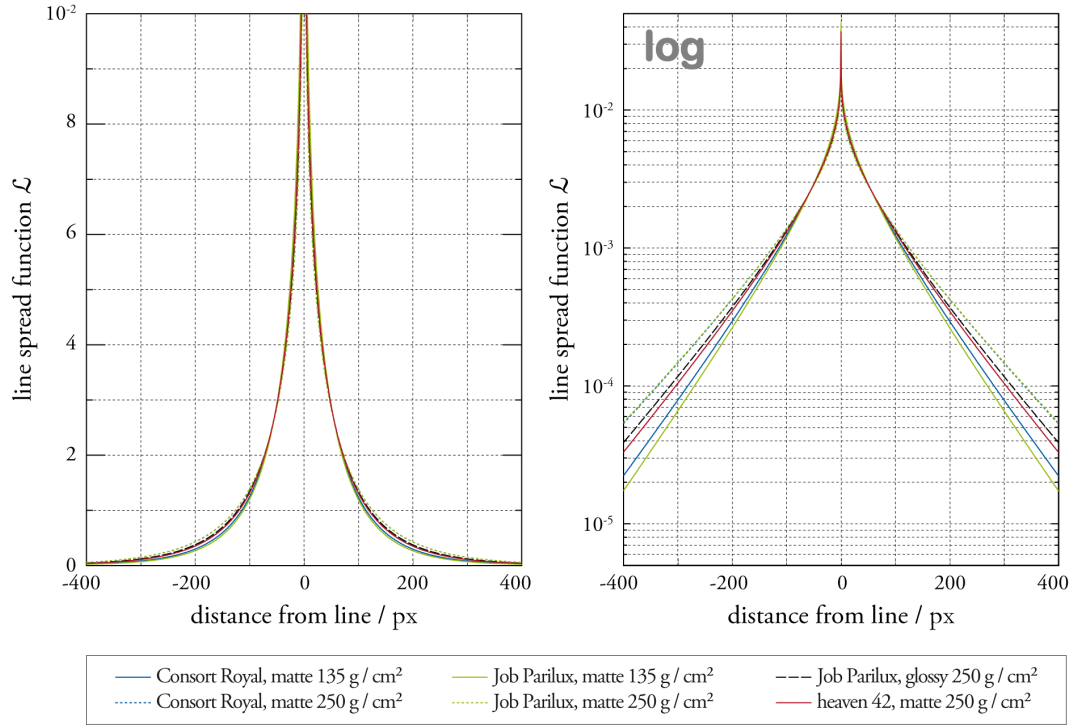 10-2
8
6
4
2
0
-400 -200 0 200 400
line spread function ℒ
distance from line / px
log
10-2
10-3
10-4
10-5
-400 -200 0 200 400
line spread function ℒ
distance from line / px
Consort Royal, matte 135 g / cm²
Job Parilux, matte 135 g / cm²
Job Parilux, glossy 250 g / cm²
Consort Royal, matte 250 g / cm²
Job Parilux, matte 250 g / cm²
heaven 42, matte 250 g / cm²